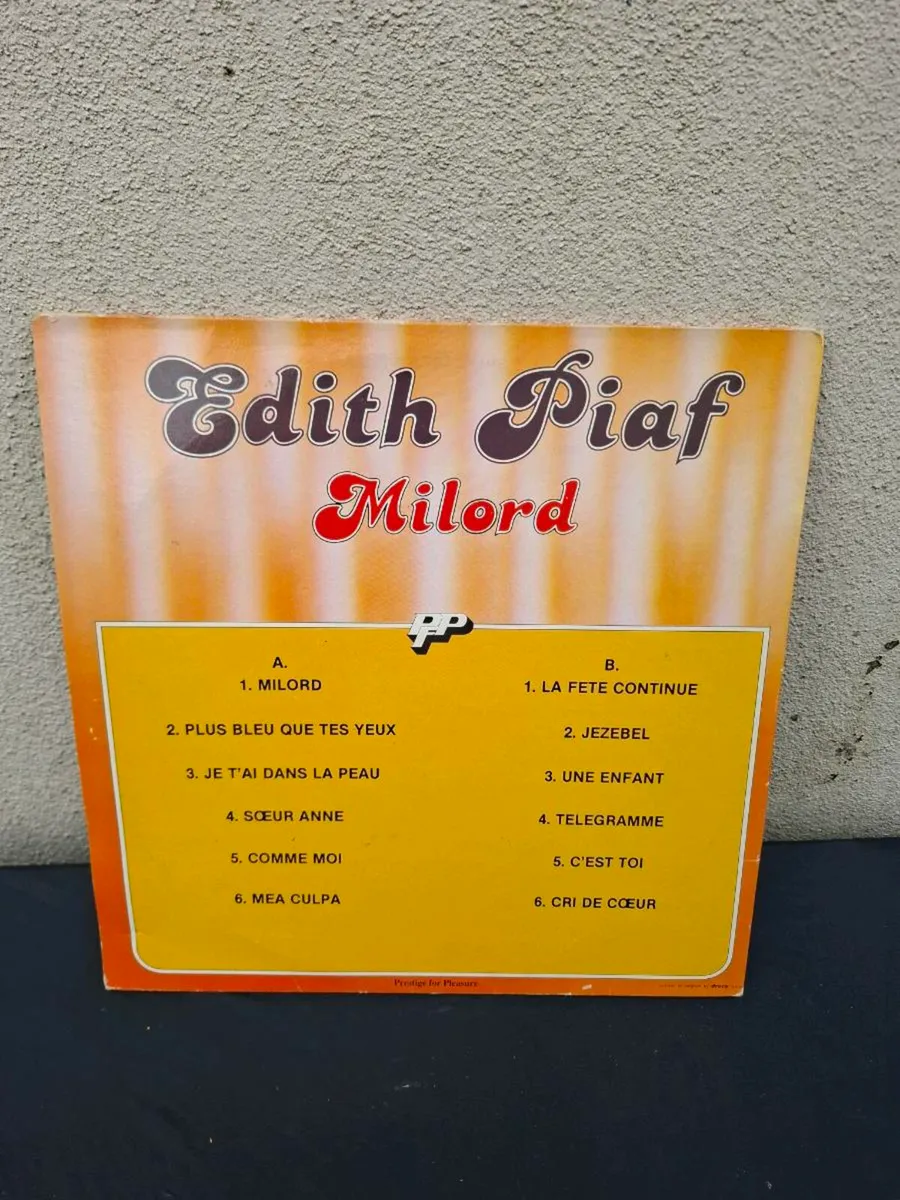 Edith Piaf
Milord
PFP
A.
1. MILORD
2. PLUS BLEU QUE TES YEUX
3. JE T'AI DANS LA PEAU
4. SŒUR ANNE
5. COMME MOI
6. MEA CULPA
B.
1. LA FETE CONTINUE
2. JEZEBEL
3. UNE ENFANT
4. TELEGRAMME
5. C'EST TOI
6. CRI DE CŒUR
Prestige for Pleasure